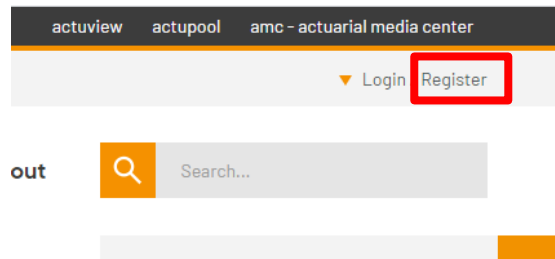 actuview actupool amc - actuarial media center
Login Register
out
Search...